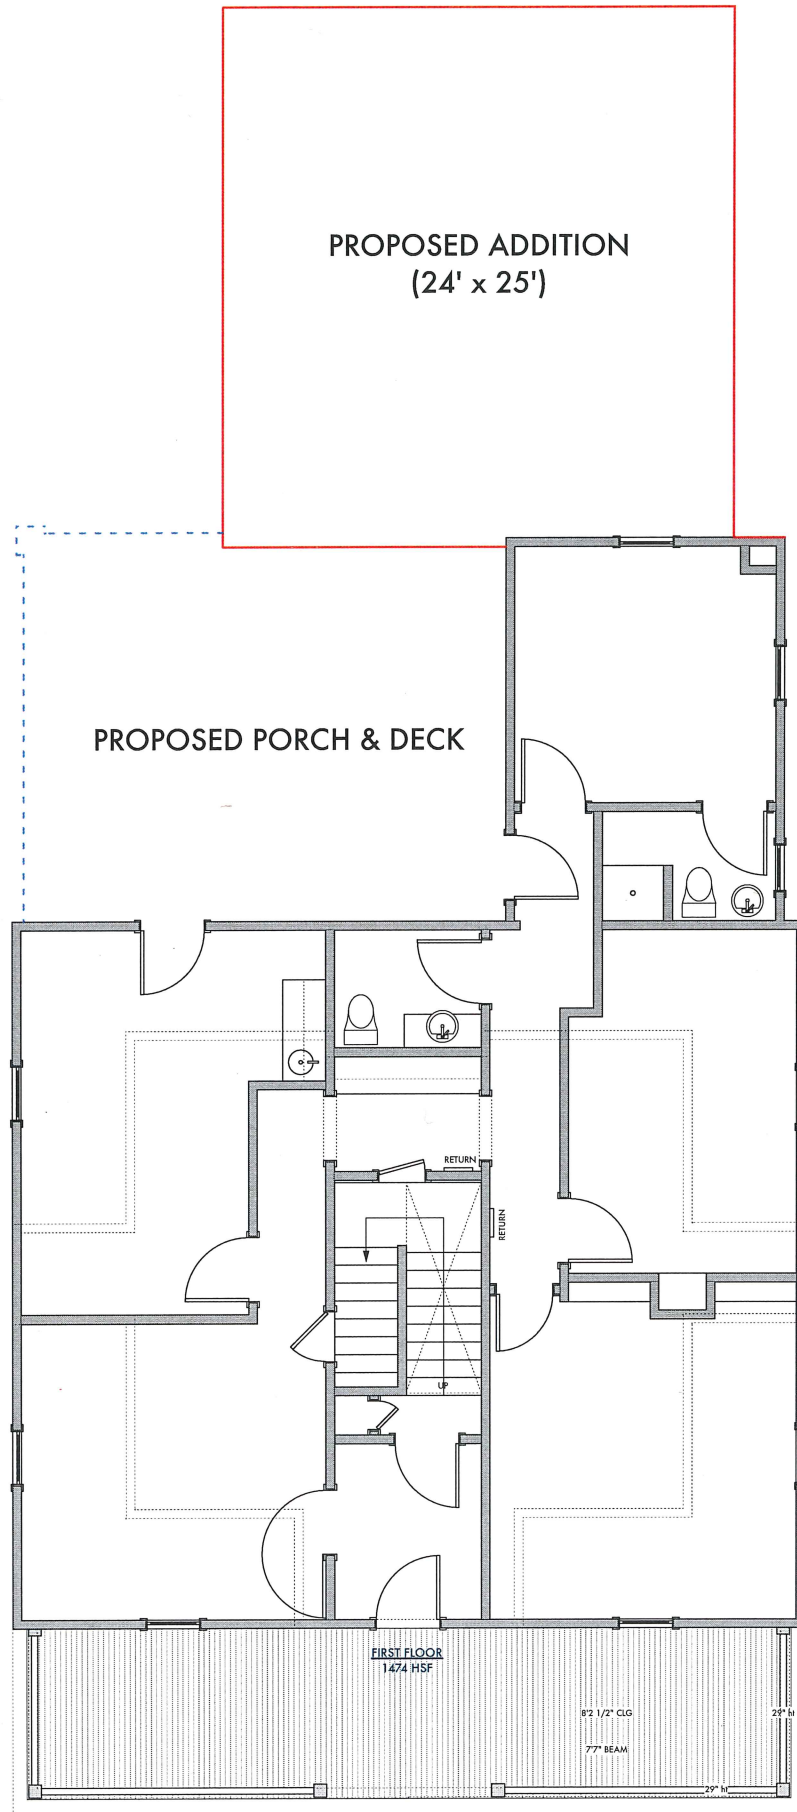 PROPOSED ADDITION
(24' x 25')
PROPOSED PORCH & DECK
RETURN
RETURN
UP
FIRST FLOOR
1474 HSF
8'2 1/2" CLG
29" ht
7'7" BEAM
29" ht